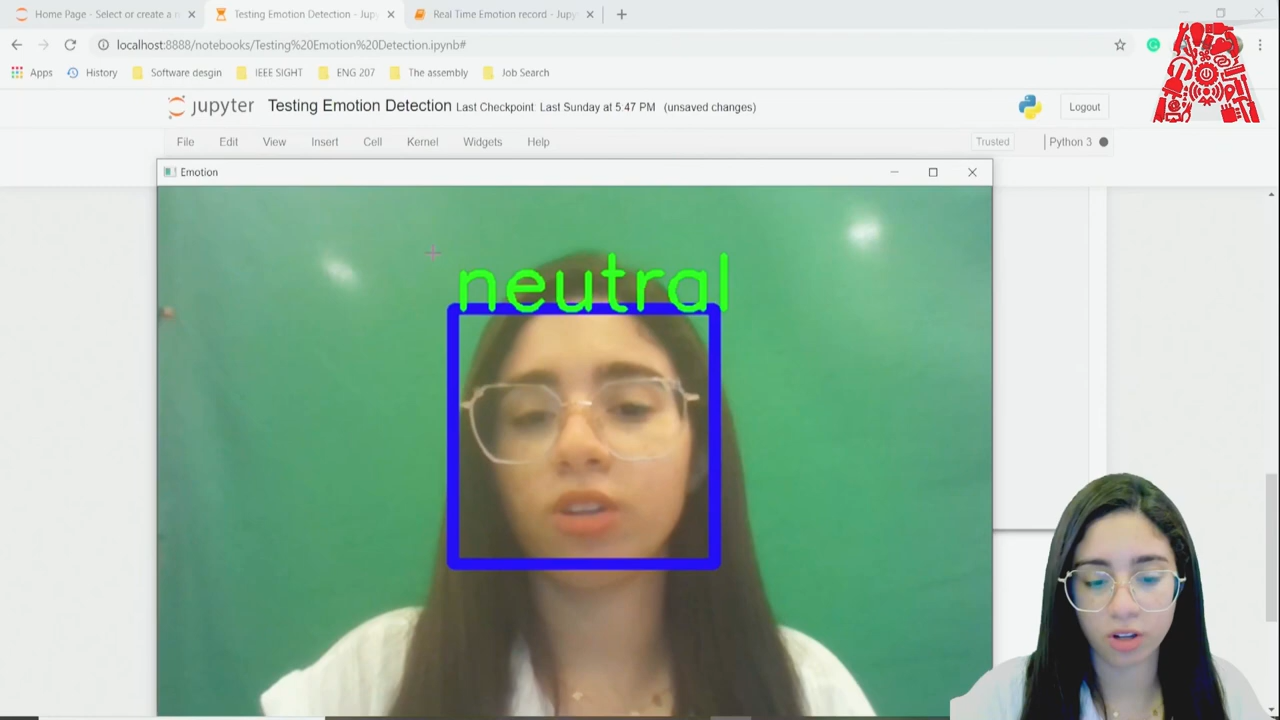 Home Page - Select or create a n
Testing Emotion Detection - Jup
Real Time Emotion record - Jupy
localhost:8888/notebooks/Testing%20Emotion%20Detection.ipynb#
Apps History Software desgin IEEE SIGHT ENG 207 The assembly Job Search
jupyter Testing Emotion Detection Last Checkpoint: Last Sunday at 5:47 PM (unsaved changes)
Logout
File Edit View Insert Cell Kernel Widgets Help
Trusted
Python 3
Emotion
neutral